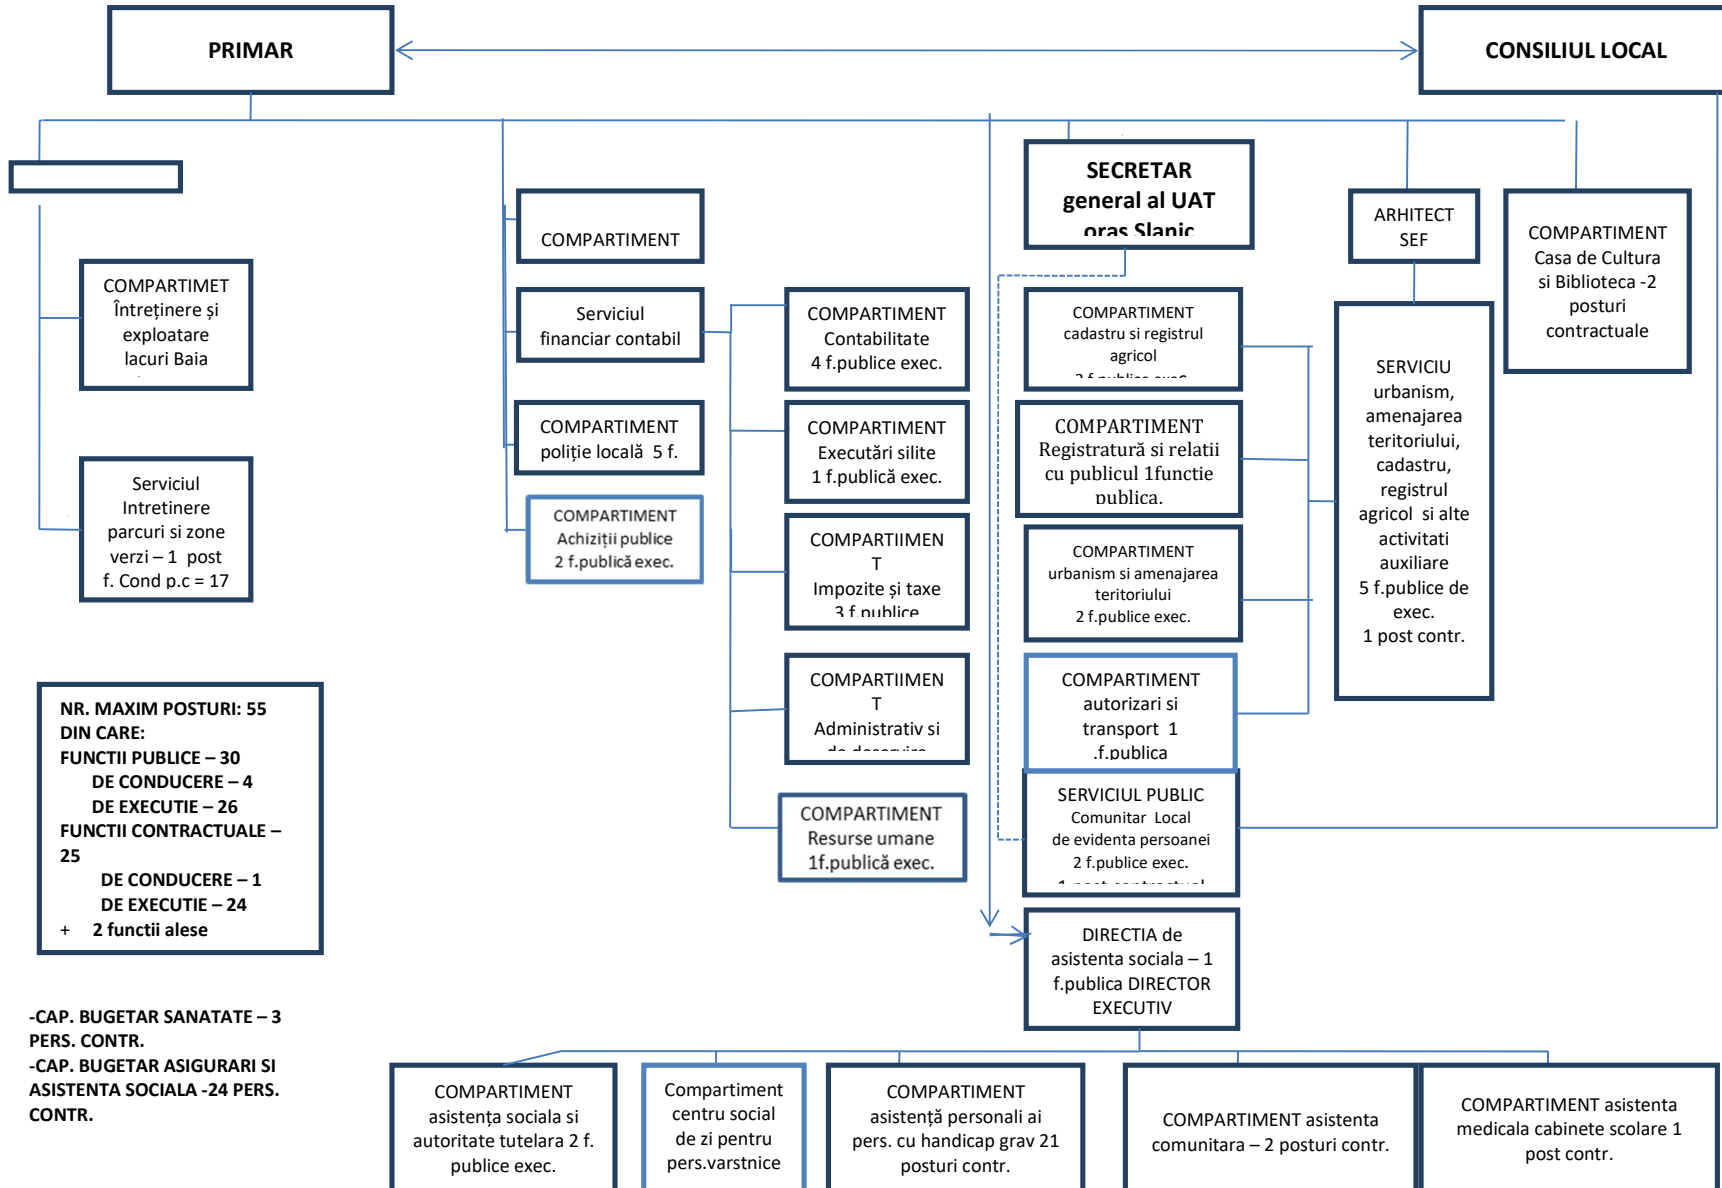 PRIMAR
CONSILIUL LOCAL
SECRETAR
general al UAT
oras Slanic
ARHITECT
SEF
COMPARTIMENT
Casa de Cultura
si Biblioteca -2
posturi
contractuale
COMPARTIMENT
COMPARTIMET
Întreținere și
exploatare
lacuri Baia
Serviciul
financiar contabil
COMPARTIMENT
Contabilitate
4 f.publice exec.
COMPARTIMENT
cadastru si registrul
agricol
SERVICIU
urbanism,
amenajarea
teritoriului,
cadastru,
registrul
agricol si alte
activitati
auxiliare
5 f.publice de
exec.
1 post contr.
COMPARTIMENT
poliție locală 5 f.
COMPARTIMENT
Executări silite
1 f.publică exec.
COMPARTIMENT
Registratură si relatii
cu publicul 1functie
publica.
Serviciul
Intretinere
parcuri si zone
verzi – 1 post
f. Cond p.c = 17
COMPARTIMENT
Achiziții publice
2 f.publică exec.
COMPARTIIMEN
T
Impozite și taxe
3 f.publice
COMPARTIMENT
urbanism si amenajarea
teritoriului
2 f.publice exec.
COMPARTIIMEN
T
Administrativ si
COMPARTIMENT
autorizari si
transport 1
.f.publica
NR. MAXIM POSTURI: 55
DIN CARE:
FUNCTII PUBLICE – 30
DE CONDUCERE – 4
DE EXECUTIE – 26
FUNCTII CONTRACTUALE –
25
DE CONDUCERE – 1
DE EXECUTIE – 24
+ 2 functii alese
COMPARTIMENT
Resurse umane
1f.publică exec.
SERVICIUL PUBLIC
Comunitar Local
de evidenta persoanei
2 f.publice exec.
1 post contractual
DIRECTIA de
asistenta sociala – 1
f.publica DIRECTOR
EXECUTIV
-CAP. BUGETAR SANATATE – 3
PERS. CONTR.
-CAP. BUGETAR ASIGURARI SI
ASISTENTA SOCIALA -24 PERS.
CONTR.
COMPARTIMENT
asistența sociala si
autoritate tutelara 2 f.
publice exec.
Compartiment
centru social
de zi pentru
pers.varstnice
COMPARTIMENT
asistență personali ai
pers. cu handicap grav 21
posturi contr.
COMPARTIMENT asistenta
comunitara – 2 posturi contr.
COMPARTIMENT asistenta
medicala cabinete scolare 1
post contr.